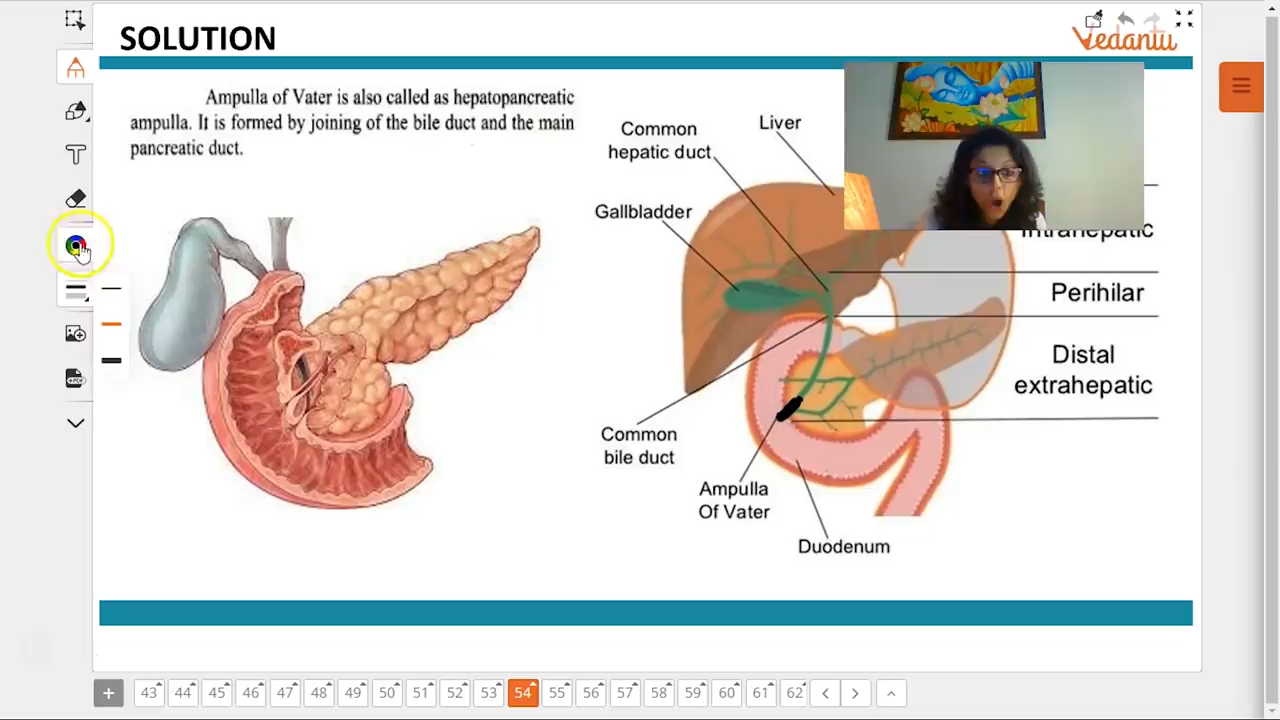 SOLUTION
Vedantu
Ampulla of Vater is also called as hepatopancreatic
ampulla. It is formed by joining of the bile duct and the main
pancreatic duct.
Common
hepatic duct
Liver
Gallbladder
Intrahepatic
Perihilar
Distal
extrahepatic
Common
bile duct
Ampulla
Of Vater
Duodenum
T
PDF
+ 43 44 45 46 47 48 49 50 51 52 53 54 55 56 57 58 59 60 61 62